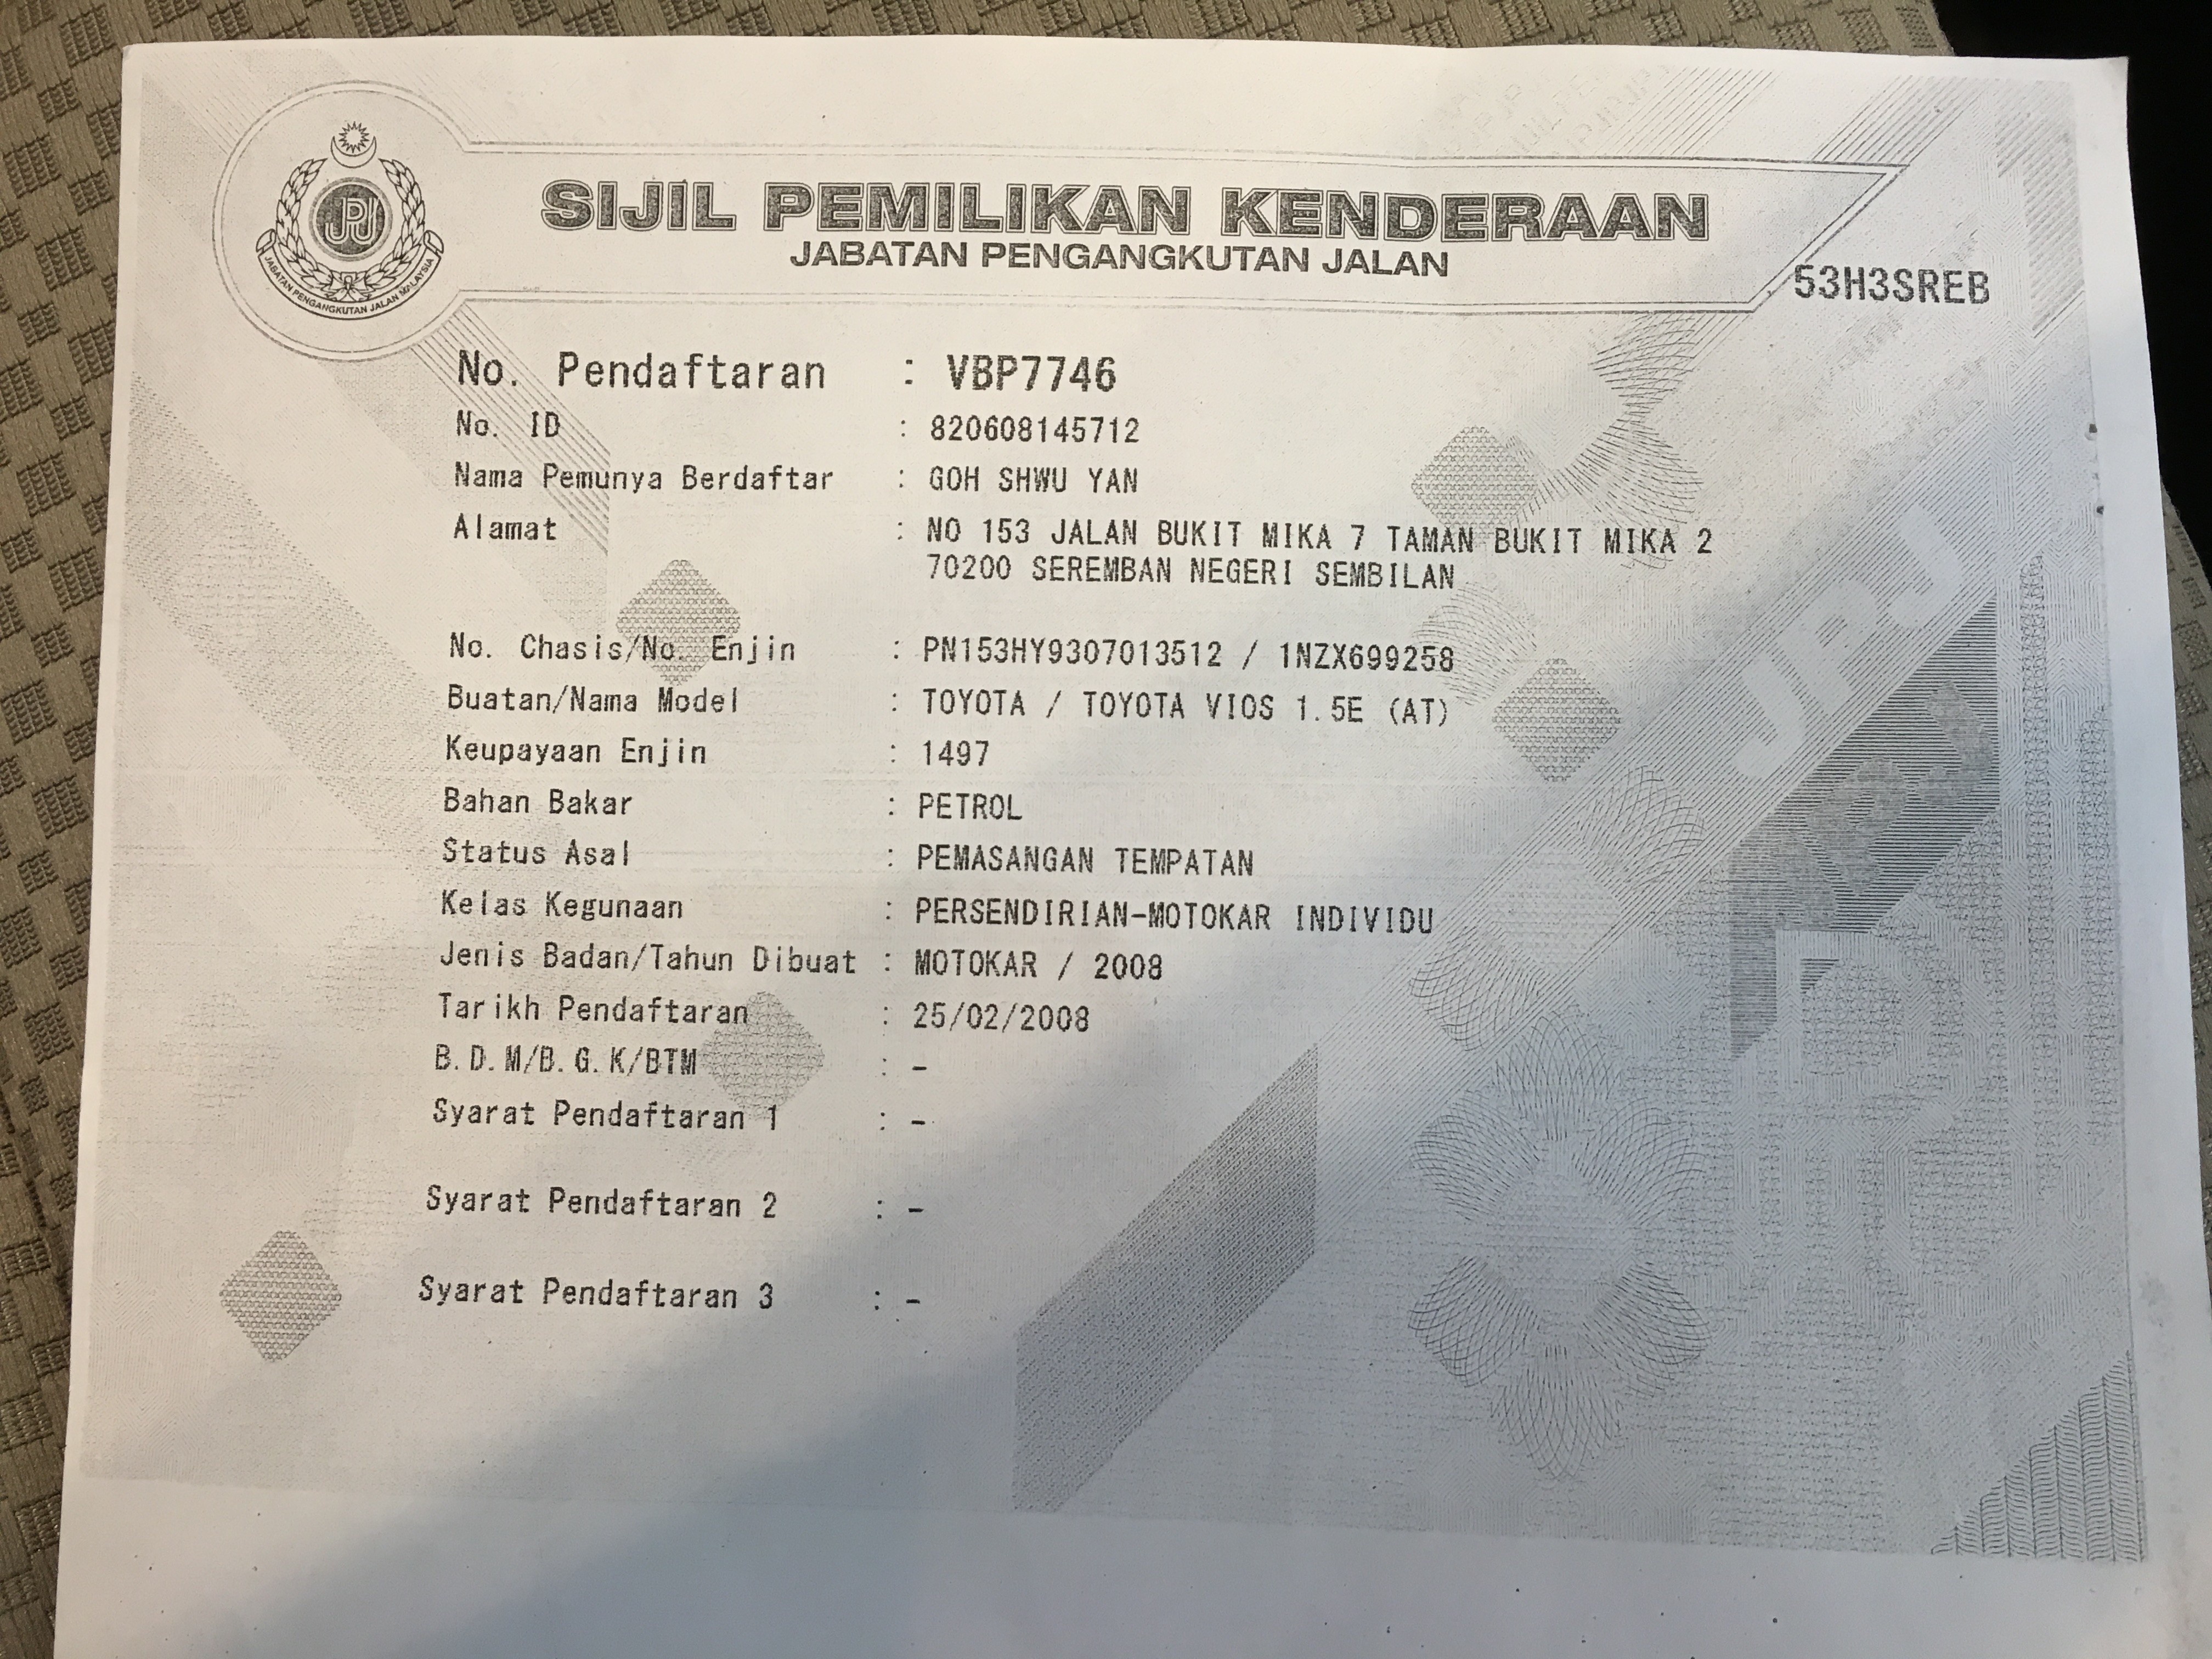 SIJIL PEMILIKAN KENDERAAN
JABATAN PENGANGKUTAN JALAN
JPJ
JABATAN PENGANGKUTAN JALAN MALAYSIA
53H3SREB
No. Pendaftaran : VBP7746
No. ID : 820608145712
Nama Pemunya Berdaftar : GOH SHWU YAN
Alamat : NO 153 JALAN BUKIT MIKA 7 TAMAN BUKIT MIKA 2
70200 SEREMBAN NEGERI SEMBILAN
No. Chasis/No. Enjin : PN153HY9307013512 / 1NZX699258
Buatan/Nama Model : TOYOTA / TOYOTA VIOS 1.5E (AT)
Keupayaan Enjin : 1497
Bahan Bakar : PETROL
Status Asal : PEMASANGAN TEMPATAN
Kelas Kegunaan : PERSENDIRIAN-MOTOKAR INDIVIDU
Jenis Badan/Tahun Dibuat : MOTOKAR / 2008
Tarikh Pendaftaran : 25/02/2008
B.D.M/B.G.K/BTM : -
Syarat Pendaftaran 1 : -
Syarat Pendaftaran 2 : -
Syarat Pendaftaran 3 : -
JPJ
JPJ